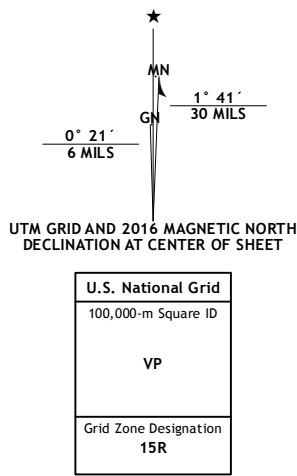 ★
MN
GN
1° 41´
30 MILS
0° 21´
6 MILS
UTM GRID AND 2016 MAGNETIC NORTH
DECLINATION AT CENTER OF SHEET
U.S. National Grid
100,000-m Square ID
VP
Grid Zone Designation
15R